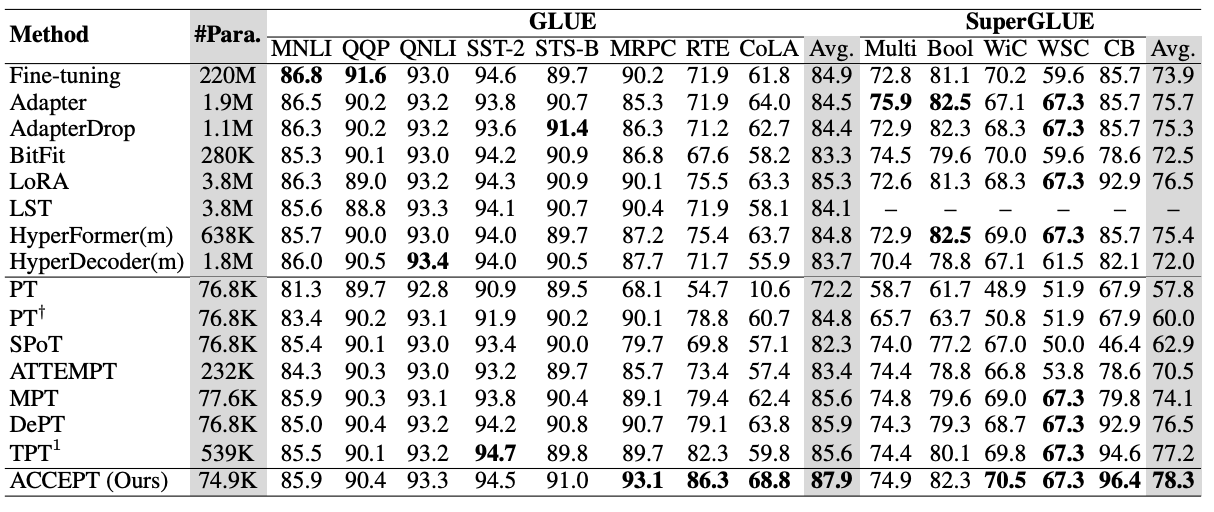 GLUE SuperGLUE
Method #Para. MNLI QQP QNLI SST-2 STS-B MRPC RTE CoLA Avg. Multi Bool WiC WSC CB Avg.
Fine-tuning 220M 86.8 91.6 93.0 94.6 89.7 90.2 71.9 61.8 84.9 72.8 81.1 70.2 59.6 85.7 73.9
Adapter 1.9M 86.5 90.2 93.2 93.8 90.7 85.3 71.9 64.0 84.5 75.9 82.5 67.1 67.3 85.7 75.7
AdapterDrop 1.1M 86.3 90.2 93.2 93.6 91.4 86.3 71.2 62.7 84.4 72.9 82.3 68.3 67.3 85.7 75.3
BitFit 280K 85.3 90.1 93.0 94.2 90.9 86.8 67.6 58.2 83.3 74.5 79.6 70.0 59.6 78.6 72.5
LoRA 3.8M 86.3 89.0 93.2 94.3 90.9 90.1 75.5 63.3 85.3 72.6 81.3 68.3 67.3 92.9 76.5
LST 3.8M 85.6 88.8 93.3 94.1 90.7 90.4 71.9 58.1 84.1 – – – – – –
HyperFormer(m) 638K 85.7 90.0 93.0 94.0 89.7 87.2 75.4 63.7 84.8 72.9 82.5 69.0 67.3 85.7 75.4
HyperDecoder(m) 1.8M 86.0 90.5 93.4 94.0 90.5 87.7 71.7 55.9 83.7 70.4 78.8 67.1 61.5 82.1 72.0
PT 76.8K 81.3 89.7 92.8 90.9 89.5 68.1 54.7 10.6 72.2 58.7 61.7 48.9 51.9 67.9 57.8
PT† 76.8K 83.4 90.2 93.1 91.9 90.2 90.1 78.8 60.7 84.8 65.7 63.7 50.8 51.9 67.9 60.0
SPoT 76.8K 85.4 90.1 93.0 93.4 90.0 79.7 69.8 57.1 82.3 74.0 77.2 67.0 50.0 46.4 62.9
ATTEMPT 232K 84.3 90.3 93.0 93.2 89.7 85.7 73.4 57.4 83.4 74.4 78.8 66.8 53.8 78.6 70.5
MPT 77.6K 85.9 90.3 93.1 93.8 90.4 89.1 79.4 62.4 85.6 74.8 79.6 69.0 67.3 79.8 74.1
DePT 76.8K 85.0 90.4 93.2 94.2 90.8 90.7 79.1 63.8 85.9 74.3 79.3 68.7 67.3 92.9 76.5
TPT¹ 539K 85.5 90.1 93.2 94.7 89.8 89.7 82.3 59.8 85.6 74.4 80.1 69.8 67.3 94.6 77.2
ACCEPT (Ours) 74.9K 85.9 90.4 93.3 94.5 91.0 93.1 86.3 68.8 87.9 74.9 82.3 70.5 67.3 96.4 78.3